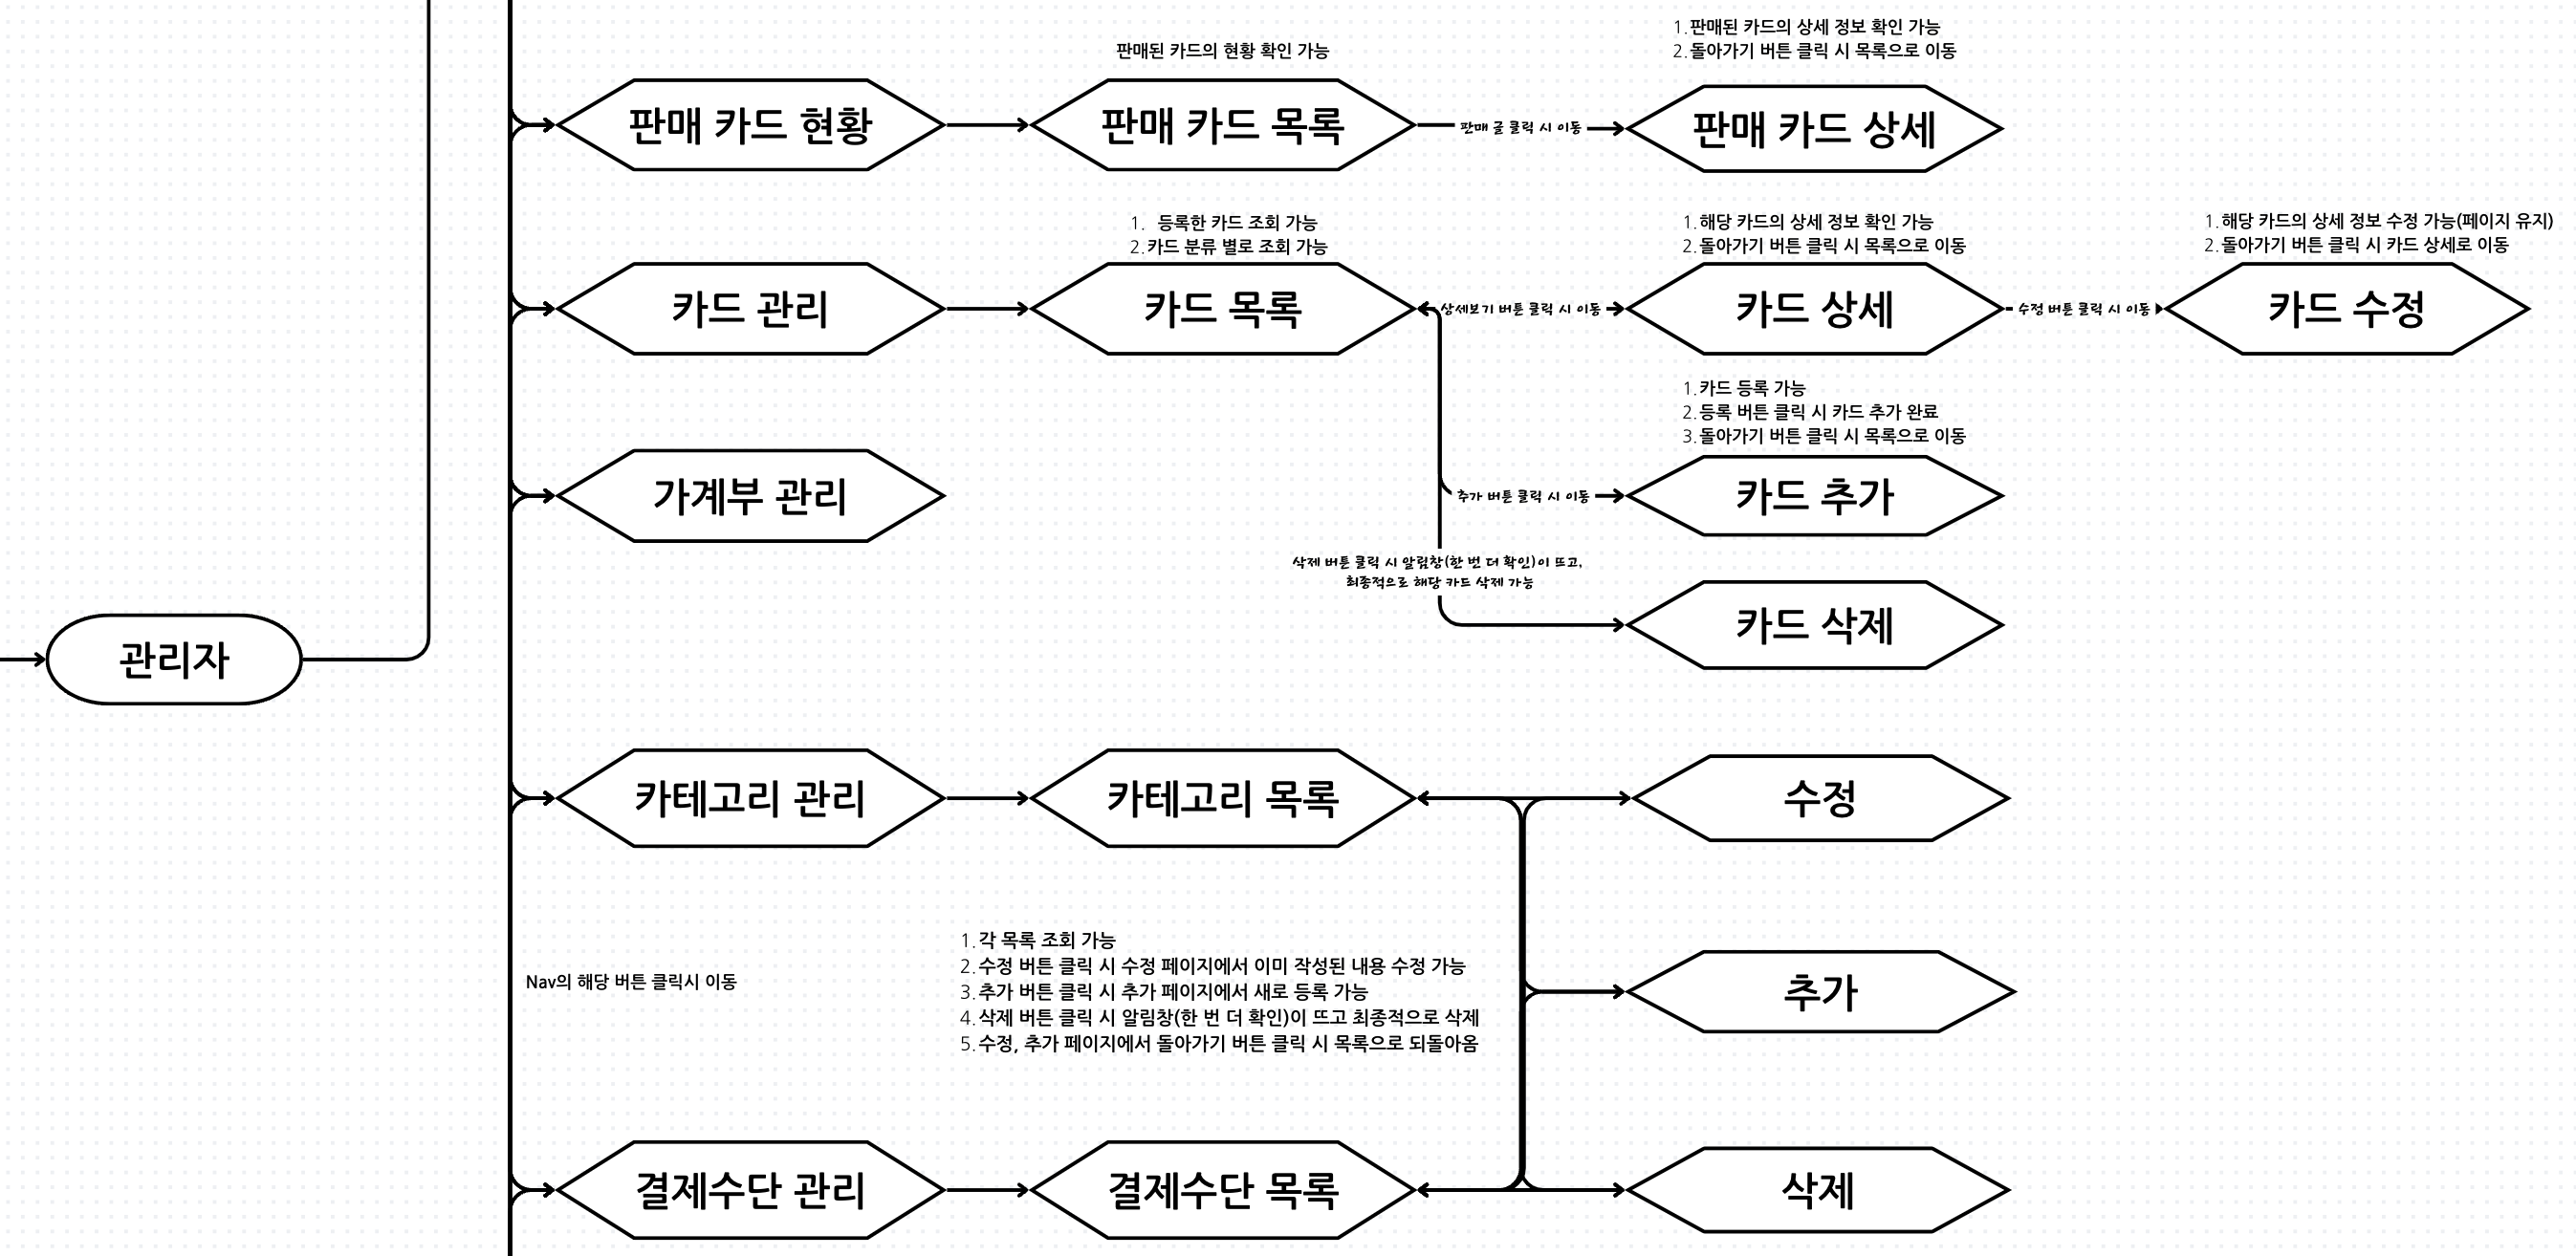 판매된 카드의 현황 확인 가능
1. 판매된 카드의 상세 정보 확인 가능
2. 돌아가기 버튼 클릭 시 목록으로 이동
판매 카드 현황
판매 카드 목록
판매 글 클릭 시 이동
판매 카드 상세
1. 등록한 카드 조회 가능
2. 카드 분류 별로 조회 가능
1. 해당 카드의 상세 정보 확인 가능
2. 돌아가기 버튼 클릭 시 목록으로 이동
1. 해당 카드의 상세 정보 수정 가능(페이지 유지)
2. 돌아가기 버튼 클릭 시 카드 상세로 이동
카드 관리
카드 목록
상세보기 버튼 클릭 시 이동
카드 상세
수정 버튼 클릭 시 이동
카드 수정
1. 카드 등록 가능
2. 등록 버튼 클릭 시 카드 추가 완료
3. 돌아가기 버튼 클릭 시 목록으로 이동
가계부 관리
추가 버튼 클릭 시 이동
카드 추가
삭제 버튼 클릭 시 알림창(한 번 더 확인)이 뜨고,
최종적으로 해당 카드 삭제 가능
카드 삭제
관리자
카테고리 관리
카테고리 목록
수정
Nav의 해당 버튼 클릭시 이동
1. 각 목록 조회 가능
2. 수정 버튼 클릭 시 수정 페이지에서 이미 작성된 내용 수정 가능
3. 추가 버튼 클릭 시 추가 페이지에서 새로 등록 가능
4. 삭제 버튼 클릭 시 알림창(한 번 더 확인)이 뜨고 최종적으로 삭제
5. 수정, 추가 페이지에서 돌아가기 버튼 클릭 시 목록으로 되돌아옴
추가
결제수단 관리
결제수단 목록
삭제